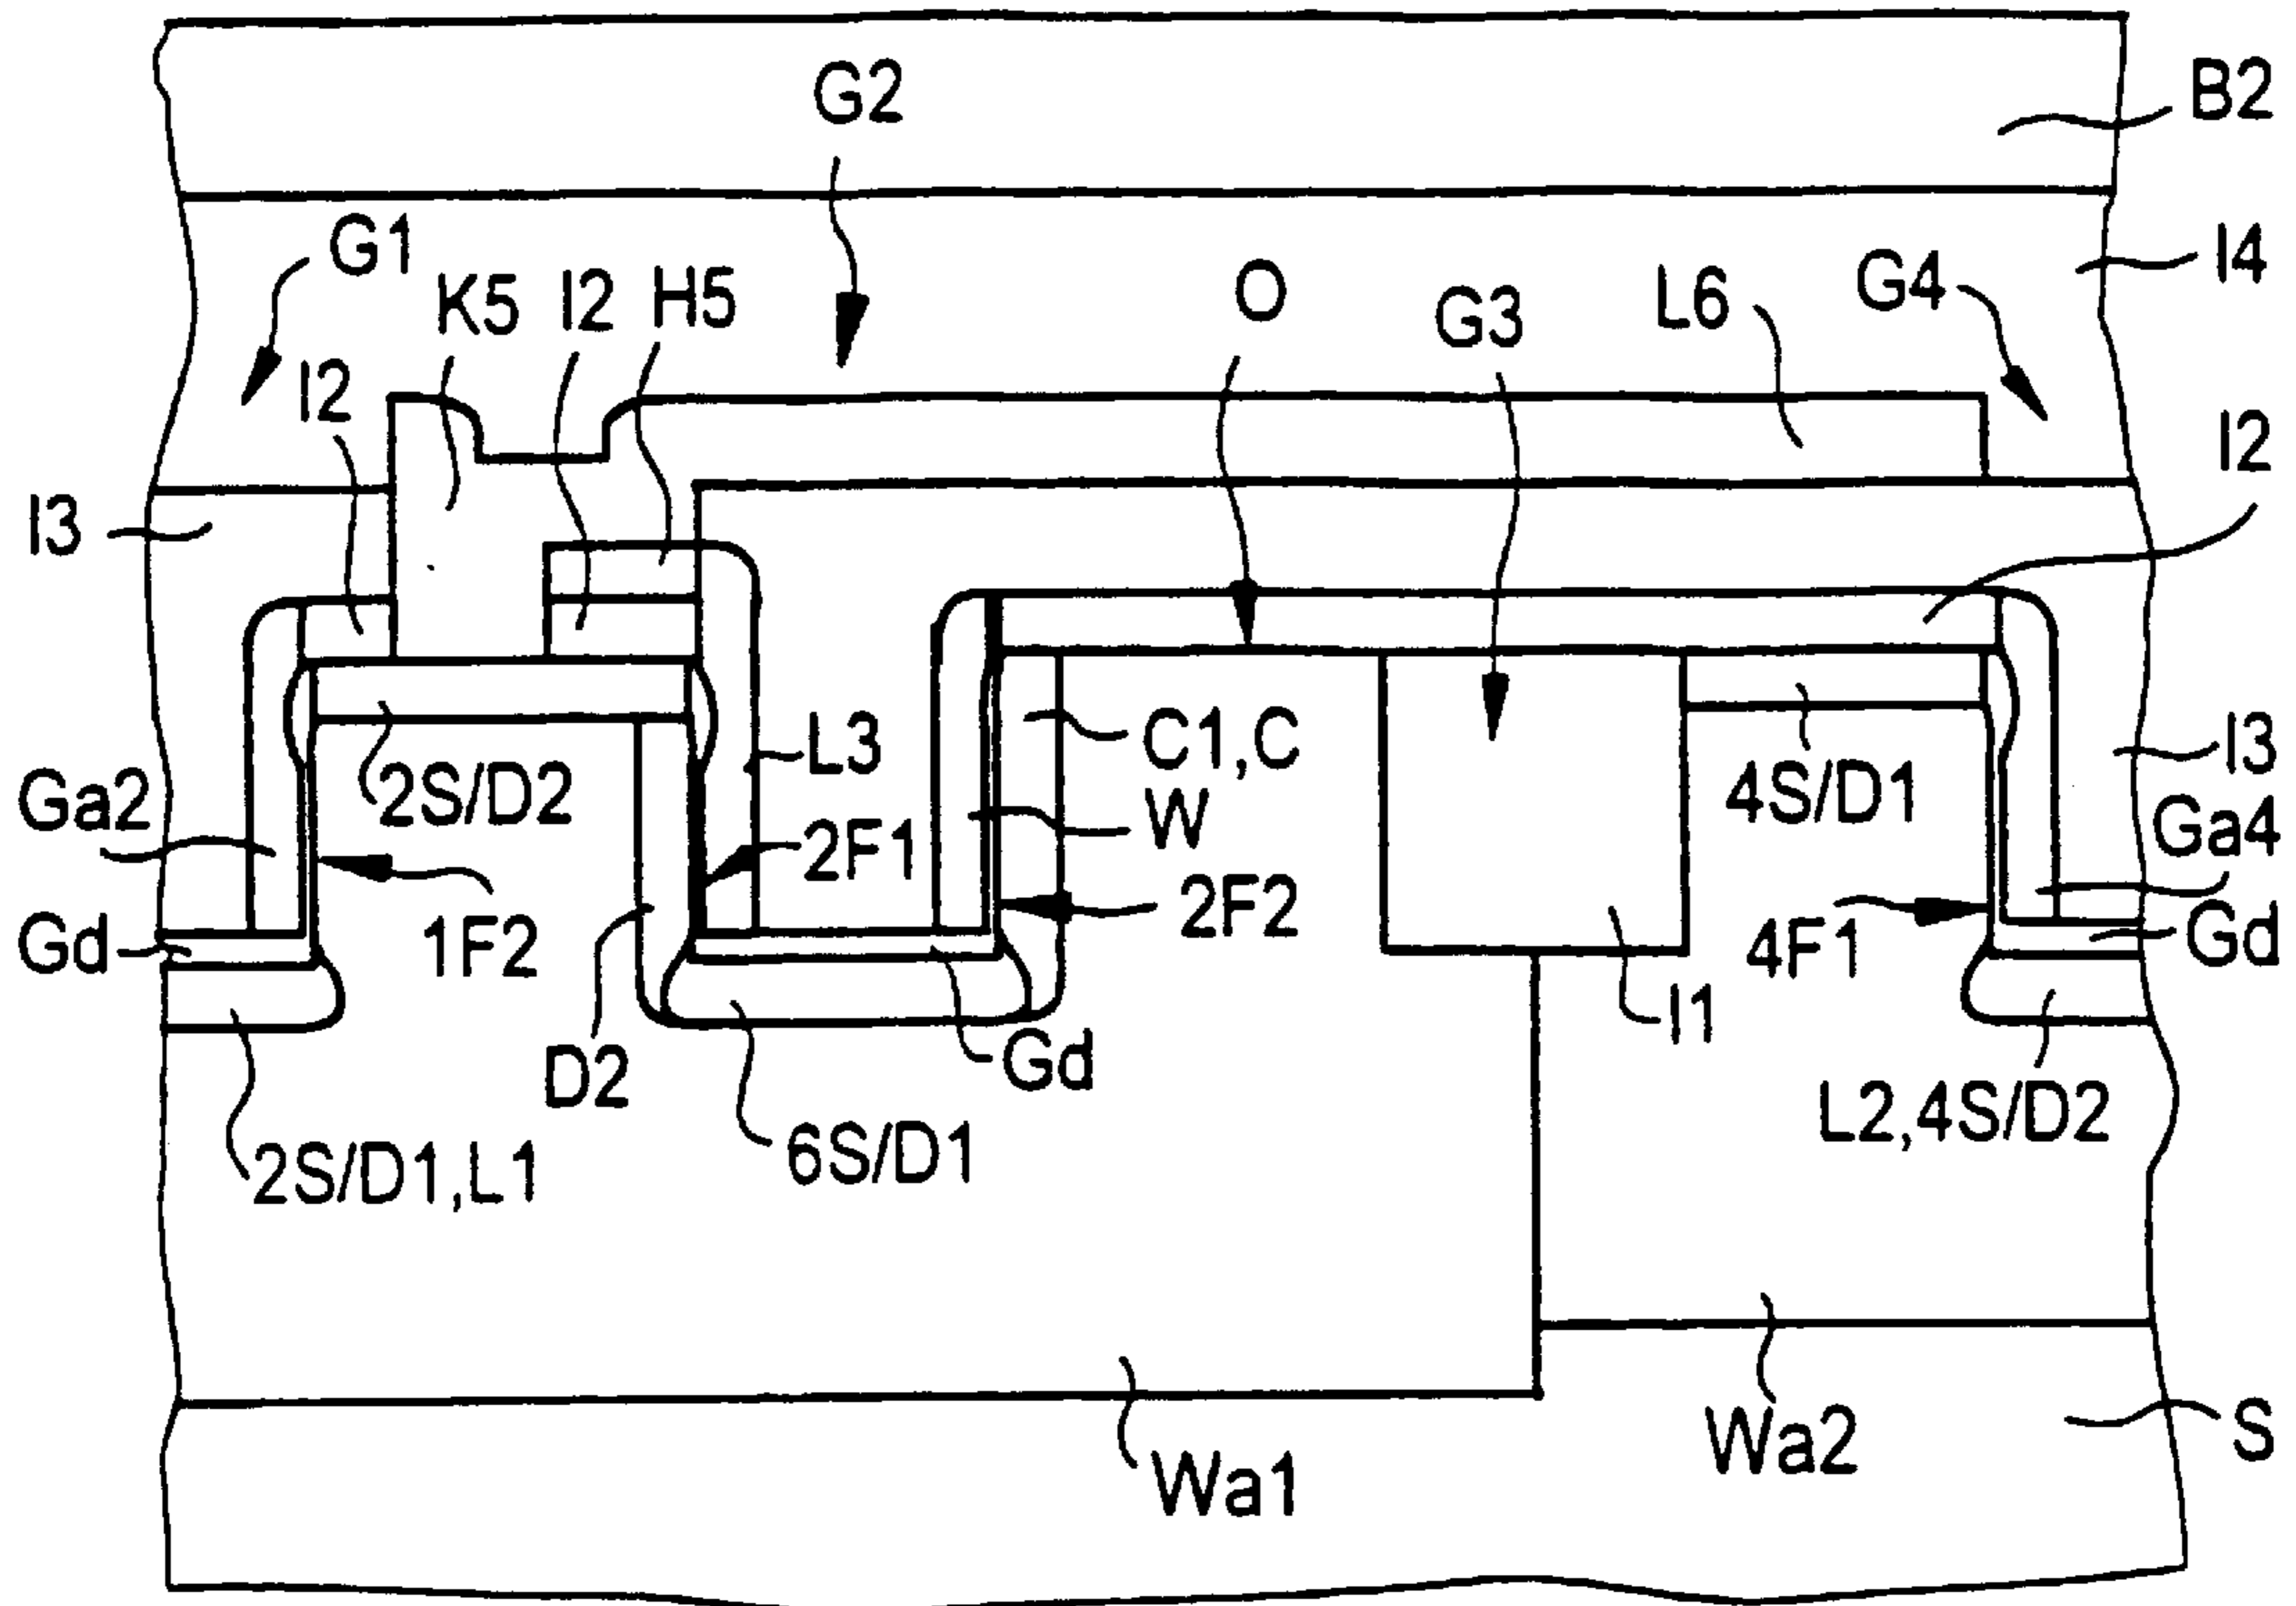 B2
G2
G1
I4
G4
O
L6
K5
I2
H5
G3
I2
I2
I3
L3
C1,C
I3
2S/D2
4S/D1
Ga2
W
Ga4
2F1
2F2
Gd
1F2
4F1
Gd
I1
D2
Gd
L2,4S/D2
6S/D1
2S/D1,L1
Wa2
S
Wa1